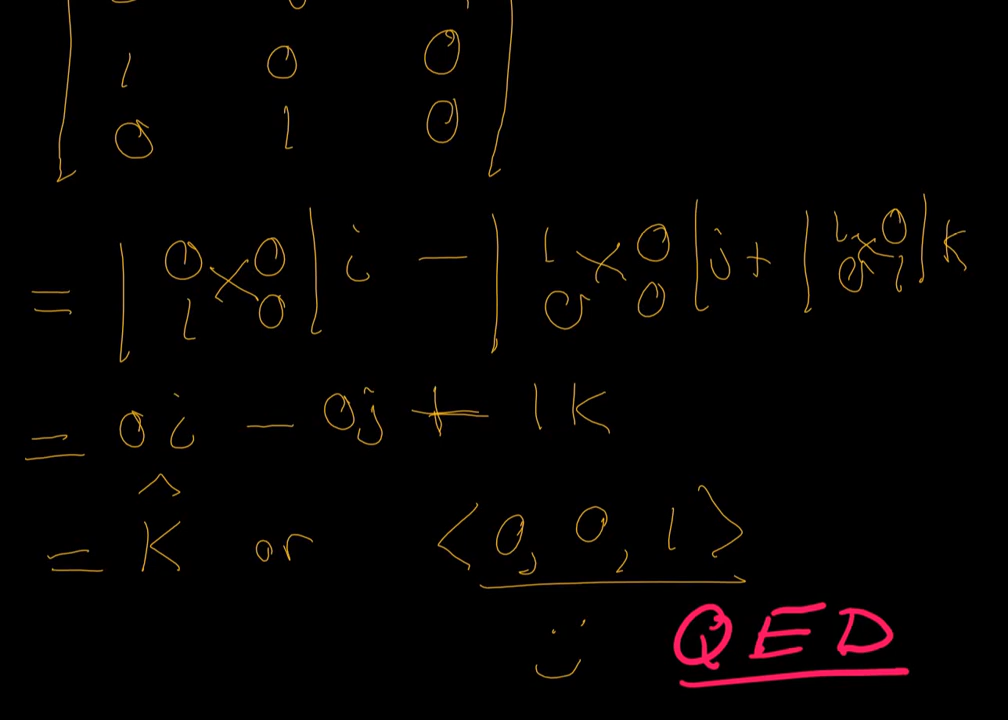 1 0 0
0 1 0
= | 0 0 | i - | 1 0 | j + | 1 0 | k
1 0 0 0 0 1
= 0i - 0j + 1k
= k̂ or <0, 0, 1>
QED